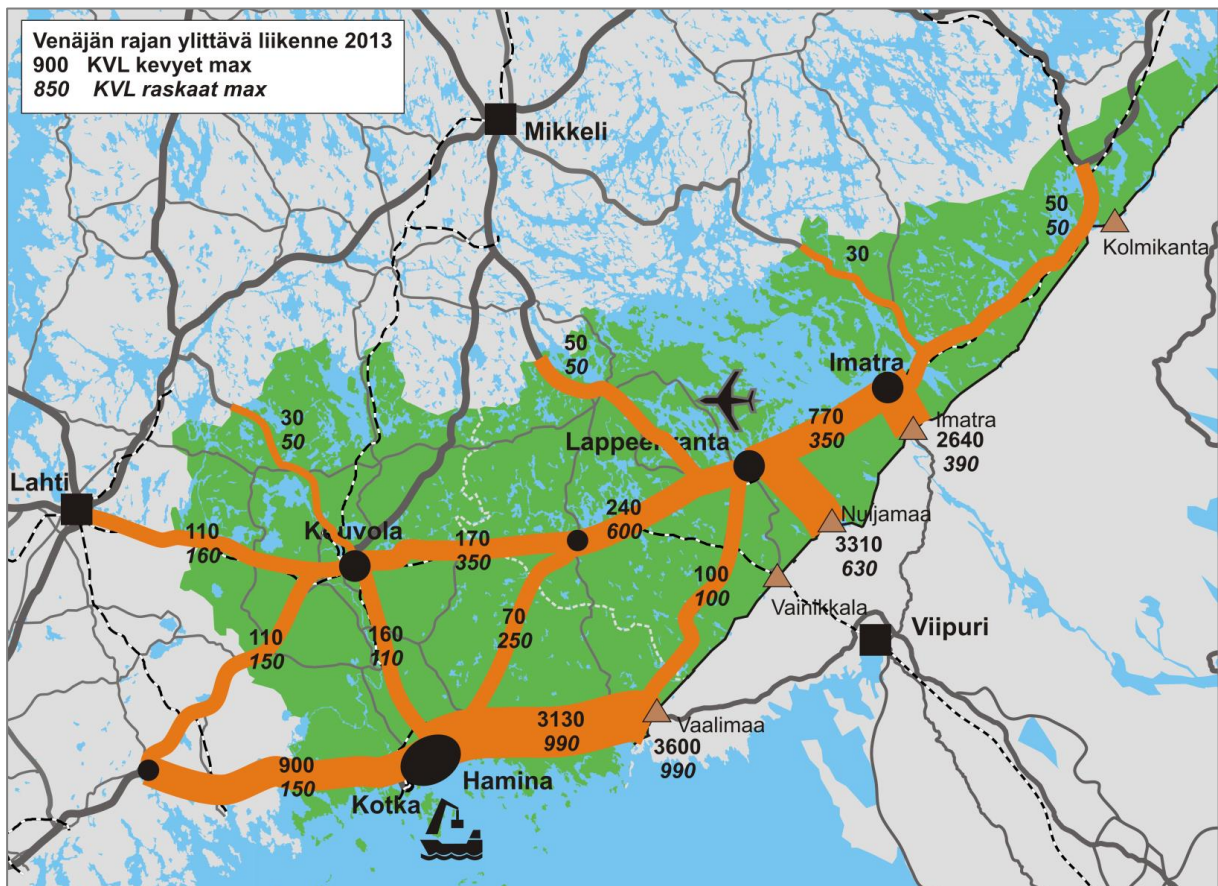 Venäjän rajan ylittävä liikenne 2013
900 KVL kevyet max
850 KVL raskaat max
Mikkeli
50
50
Kolmikanta
30
50
50
Imatra
30
50
770
350
Imatra
2640
390
Lappeenranta
Lahti
110
160
Kouvola
170
350
240
600
Nuijamaa
3310
630
100
100
Vainikkala
Viipuri
110
150
160
110
70
250
3130
990
Vaalimaa
3600
990
900
150
Hamina
Kotka